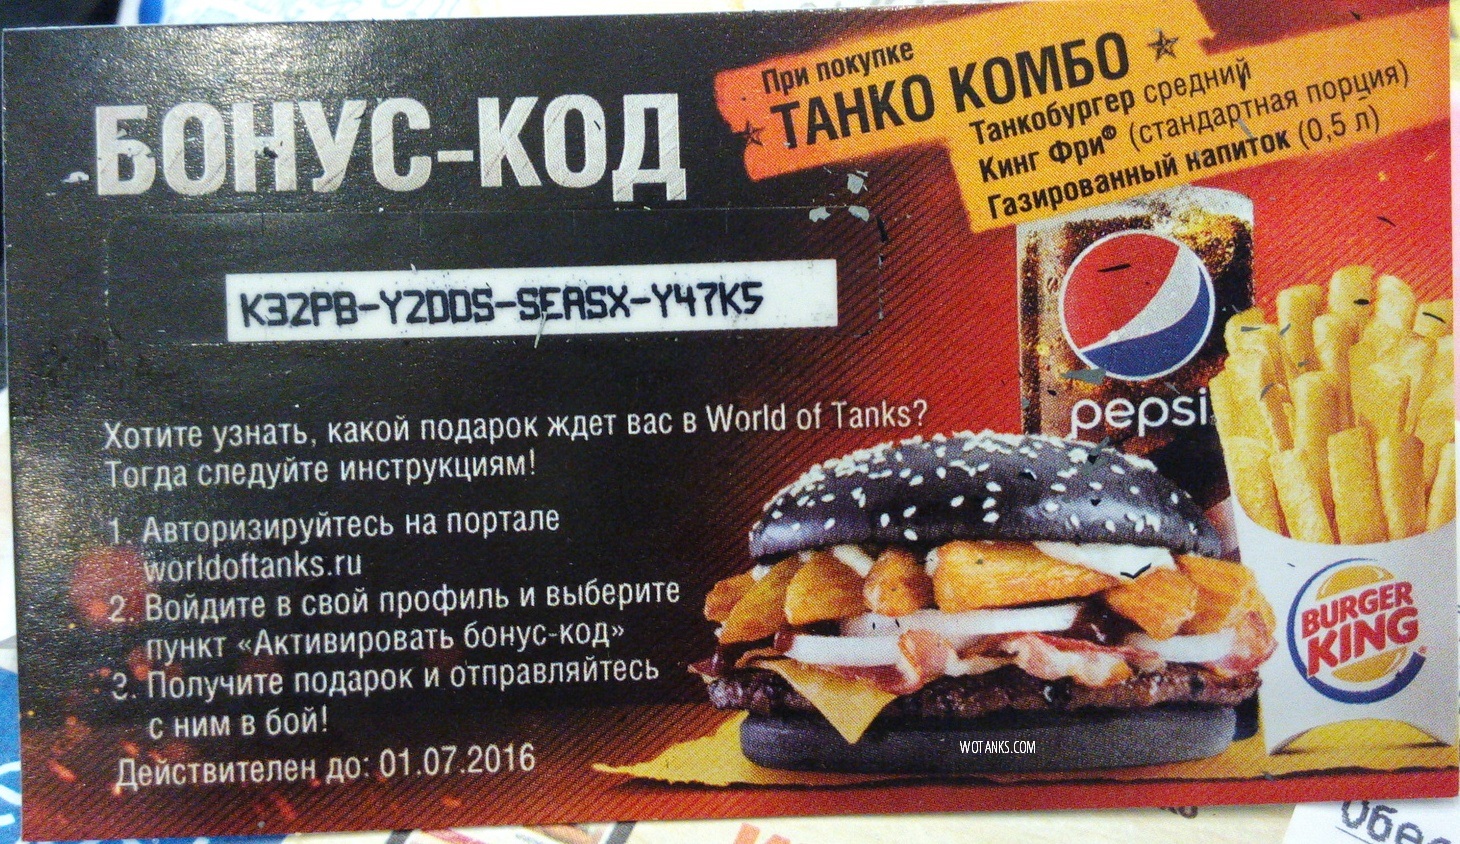 При покупке
ТАНКО КОМБО
Танкобургер средний
Кинг Фри® (стандартная порция)
Газированный напиток (0,5 л)
БОНУС-КОД
K32PB-Y2DDS-SEASX-Y47K5
Хотите узнать, какой подарок ждет вас в World of Tanks?
Тогда следуйте инструкциям!
1. Авторизируйтесь на портале
worldoftanks.ru
2. Войдите в свой профиль и выберите
пункт «Активировать бонус-код»
3. Получите подарок и отправляйтесь
с ним в бой!
Действителен до: 01.07.2016
pepsi
BURGER
KING
WOTANKS.COM